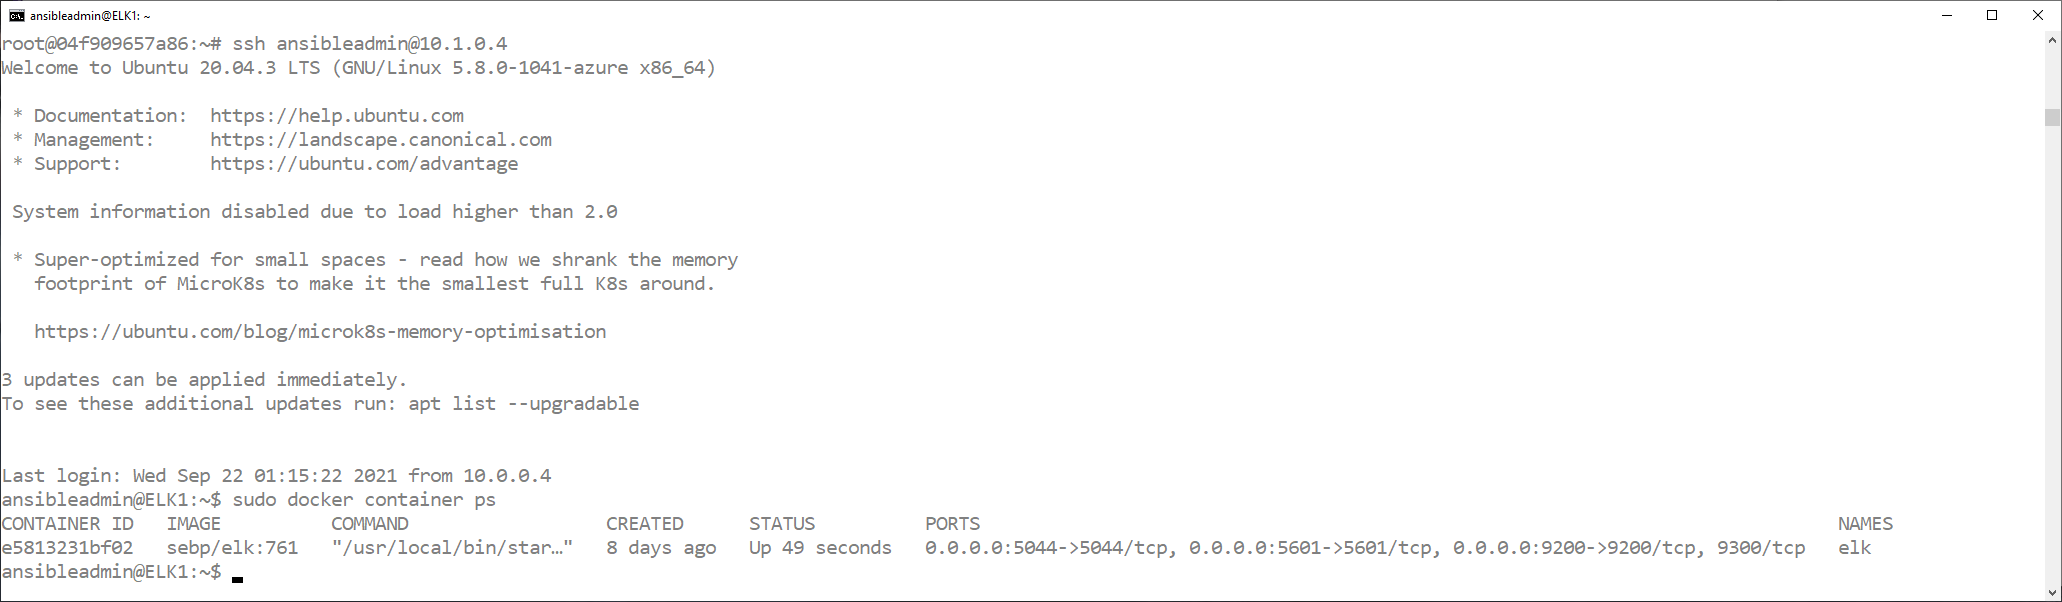 ansibleadmin@ELK1: ~
root@04f909657a86:~# ssh ansibleadmin@10.1.0.4
Welcome to Ubuntu 20.04.3 LTS (GNU/Linux 5.8.0-1041-azure x86_64)
* Documentation:  https://help.ubuntu.com
* Management:     https://landscape.canonical.com
* Support:        https://ubuntu.com/advantage
System information disabled due to load higher than 2.0
* Super-optimized for small spaces - read how we shrank the memory
footprint of MicroK8s to make it the smallest full K8s around.
https://ubuntu.com/blog/microk8s-memory-optimisation
3 updates can be applied immediately.
To see these additional updates run: apt list --upgradable
Last login: Wed Sep 22 01:15:22 2021 from 10.0.0.4
ansibleadmin@ELK1:~$ sudo docker container ps
CONTAINER ID   IMAGE          COMMAND                  CREATED      STATUS          PORTS                                                                              NAMES
e5813231bf02   sebp/elk:761   "/usr/local/bin/star…"   8 days ago   Up 49 seconds   0.0.0.0:5044->5044/tcp, 0.0.0.0:5601->5601/tcp, 0.0.0.0:9200->9200/tcp, 9300/tcp   elk
ansibleadmin@ELK1:~$